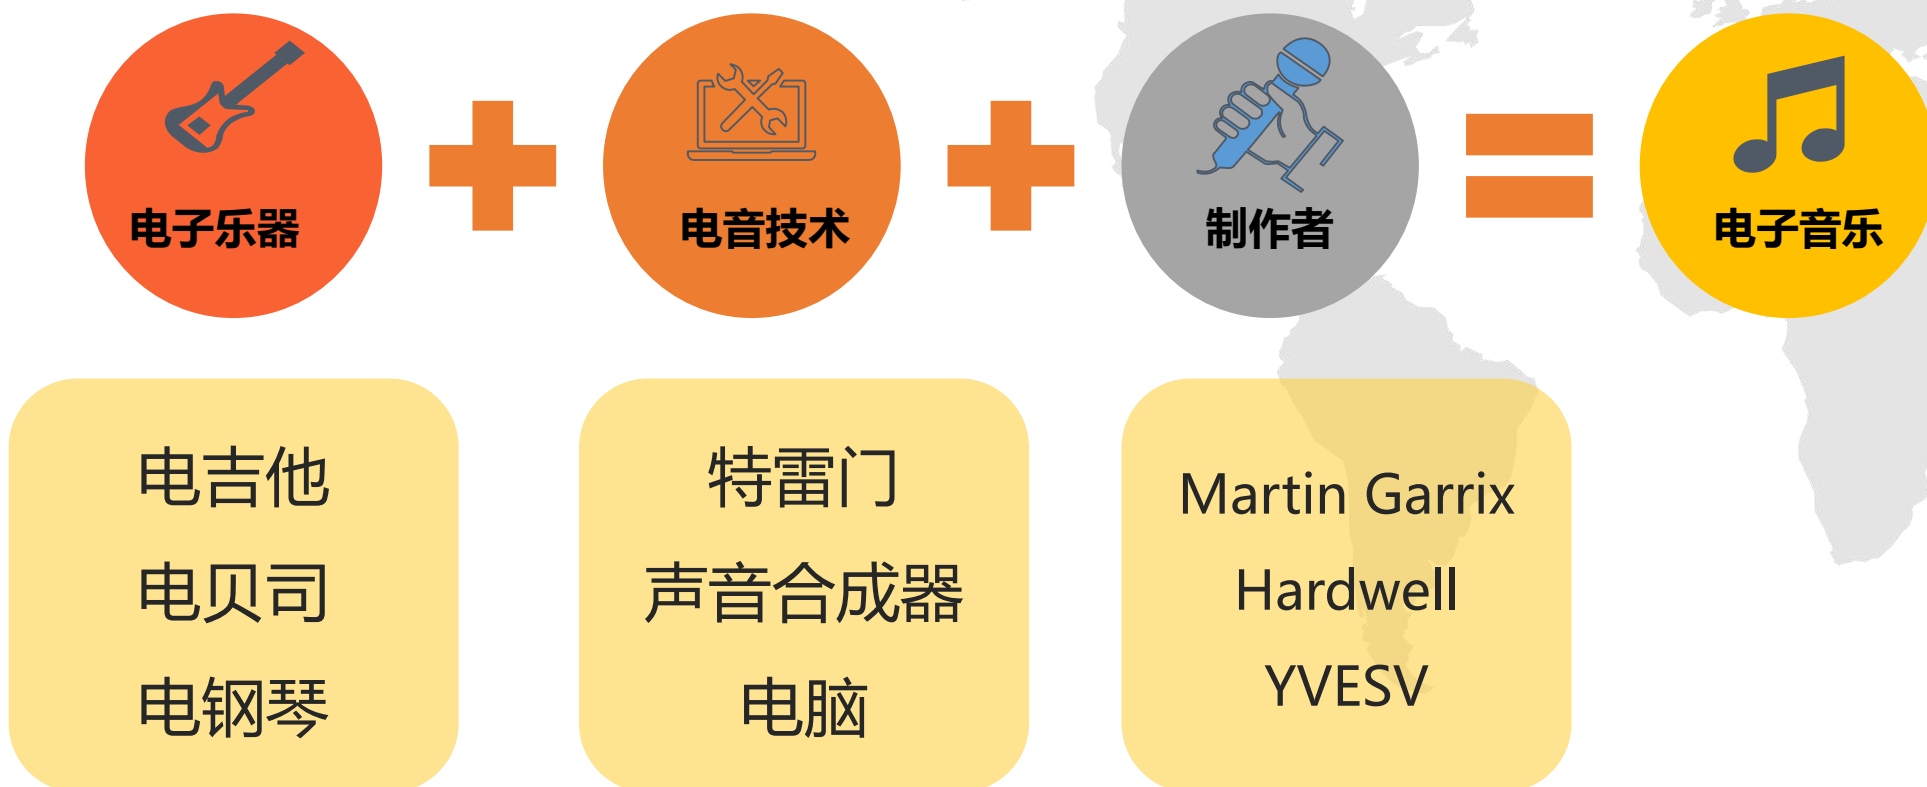 电子乐器
电音技术
制作者
电子音乐
电吉他
电贝司
电钢琴
特雷门
声音合成器
电脑
Martin Garrix
Hardwell
YVESV